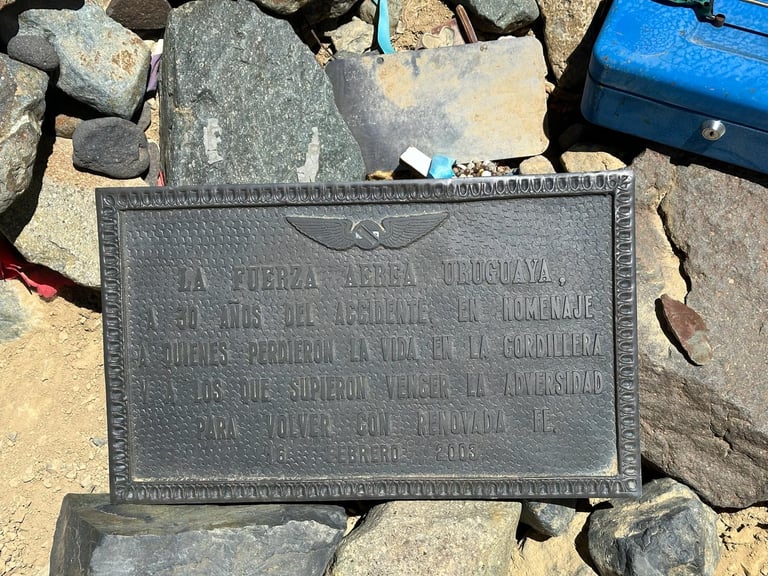 LA FUERZA AEREA URUGUAYA,
A 30 AÑOS DEL ACCIDENTE EN HOMENAJE
A QUIENES PERDIERON LA VIDA EN LA CORDILLERA
Y A LOS QUE SUPIERON VENCER LA ADVERSIDAD
PARA VOLVER CON RENOVADA FE.
FEBRERO 2003